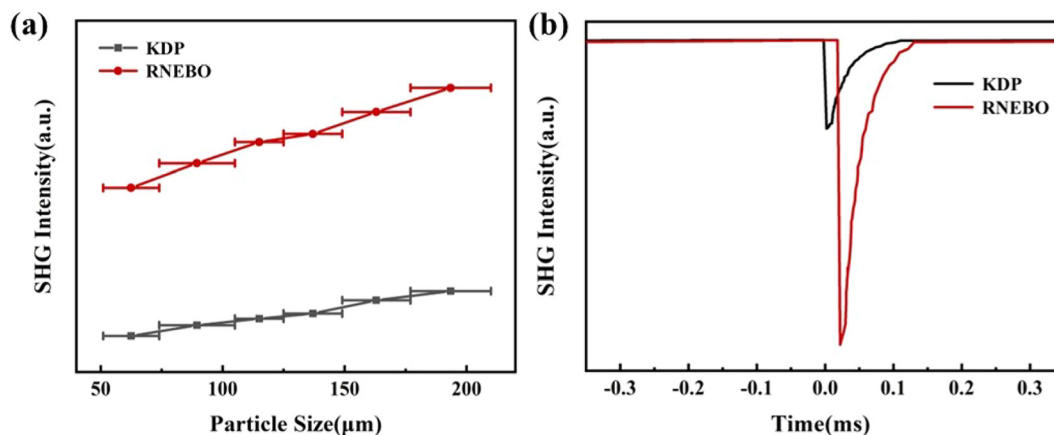 (a)
KDP
RNEBO
SHG Intensity(a.u.)
50 100 150 200
Particle Size(μm)
(b)
KDP
RNEBO
SHG Intensity(a.u.)
-0.3 -0.2 -0.1 0.0 0.1 0.2 0.3
Time(ms)